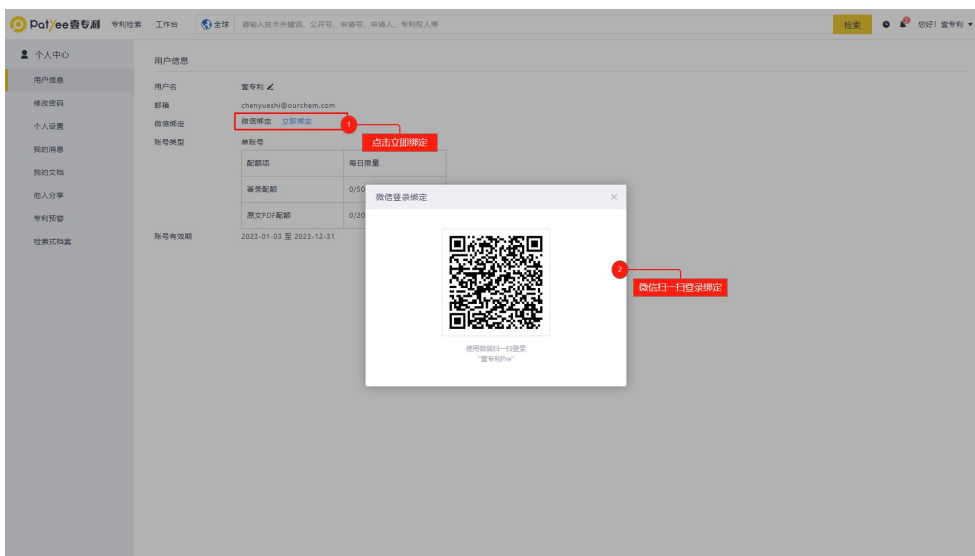 Patyee壹专利 专利检索 工作台 全球 请输入技术关键词、公开号、申请号、申请人、专利权人等 检索 您好！壹专利
个人中心
用户信息
修改密码
个人设置
我的消息
我的文档
他人分享
专利预警
检索式档案
用户信息
用户名 壹专利
邮箱 chenyueshi@ourchem.com
微信绑定 微信绑定 立即绑定
1
点击立即绑定
账号类型 单账号
配额项 每日限量
著录配额 0/50
原文PDF配额 0/20
账号有效期 2023-01-03 至 2023-12-31
微信登录绑定
2
微信扫一扫登录绑定
使用微信扫一扫登录
“壹专利Pro”